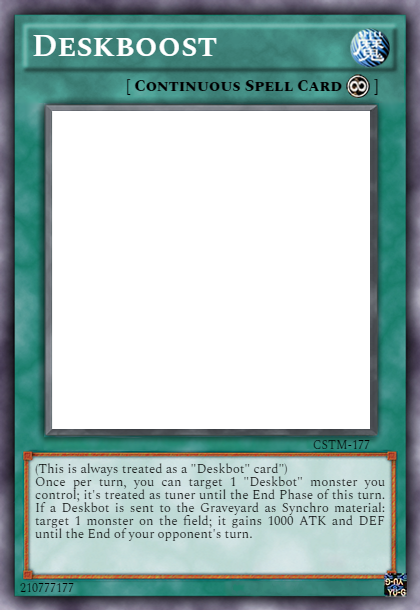 Deskboost
[ Continuous Spell Card ]
CSTM-177
(This is always treated as a "Deskbot" card")
Once per turn, you can target 1 "Deskbot" monster you
control; it's treated as tuner until the End Phase of this turn.
If a Deskbot is sent to the Graveyard as Synchro material:
target 1 monster on the field; it gains 1000 ATK and DEF
until the End of your opponent's turn.
210777177